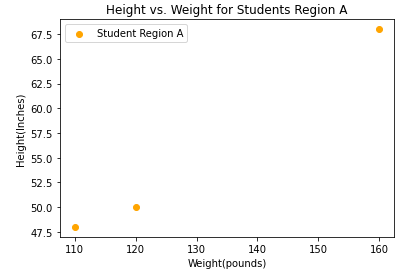 Height vs. Weight for Students Region A
Student Region A
Height(Inches)
67.5
65.0
62.5
60.0
57.5
55.0
52.5
50.0
47.5
110 120 130 140 150 160
Weight(pounds)